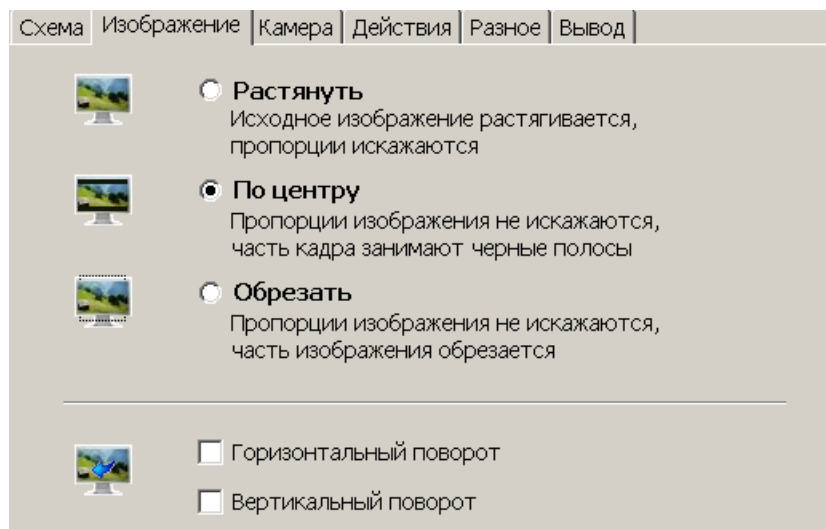 Схема Изображение Камера Действия Разное Вывод
Растянуть
Исходное изображение растягивается,
пропорции искажаются
По центру
Пропорции изображения не искажаются,
часть кадра занимают черные полосы
Обрезать
Пропорции изображения не искажаются,
часть изображения обрезается
Горизонтальный поворот
Вертикальный поворот